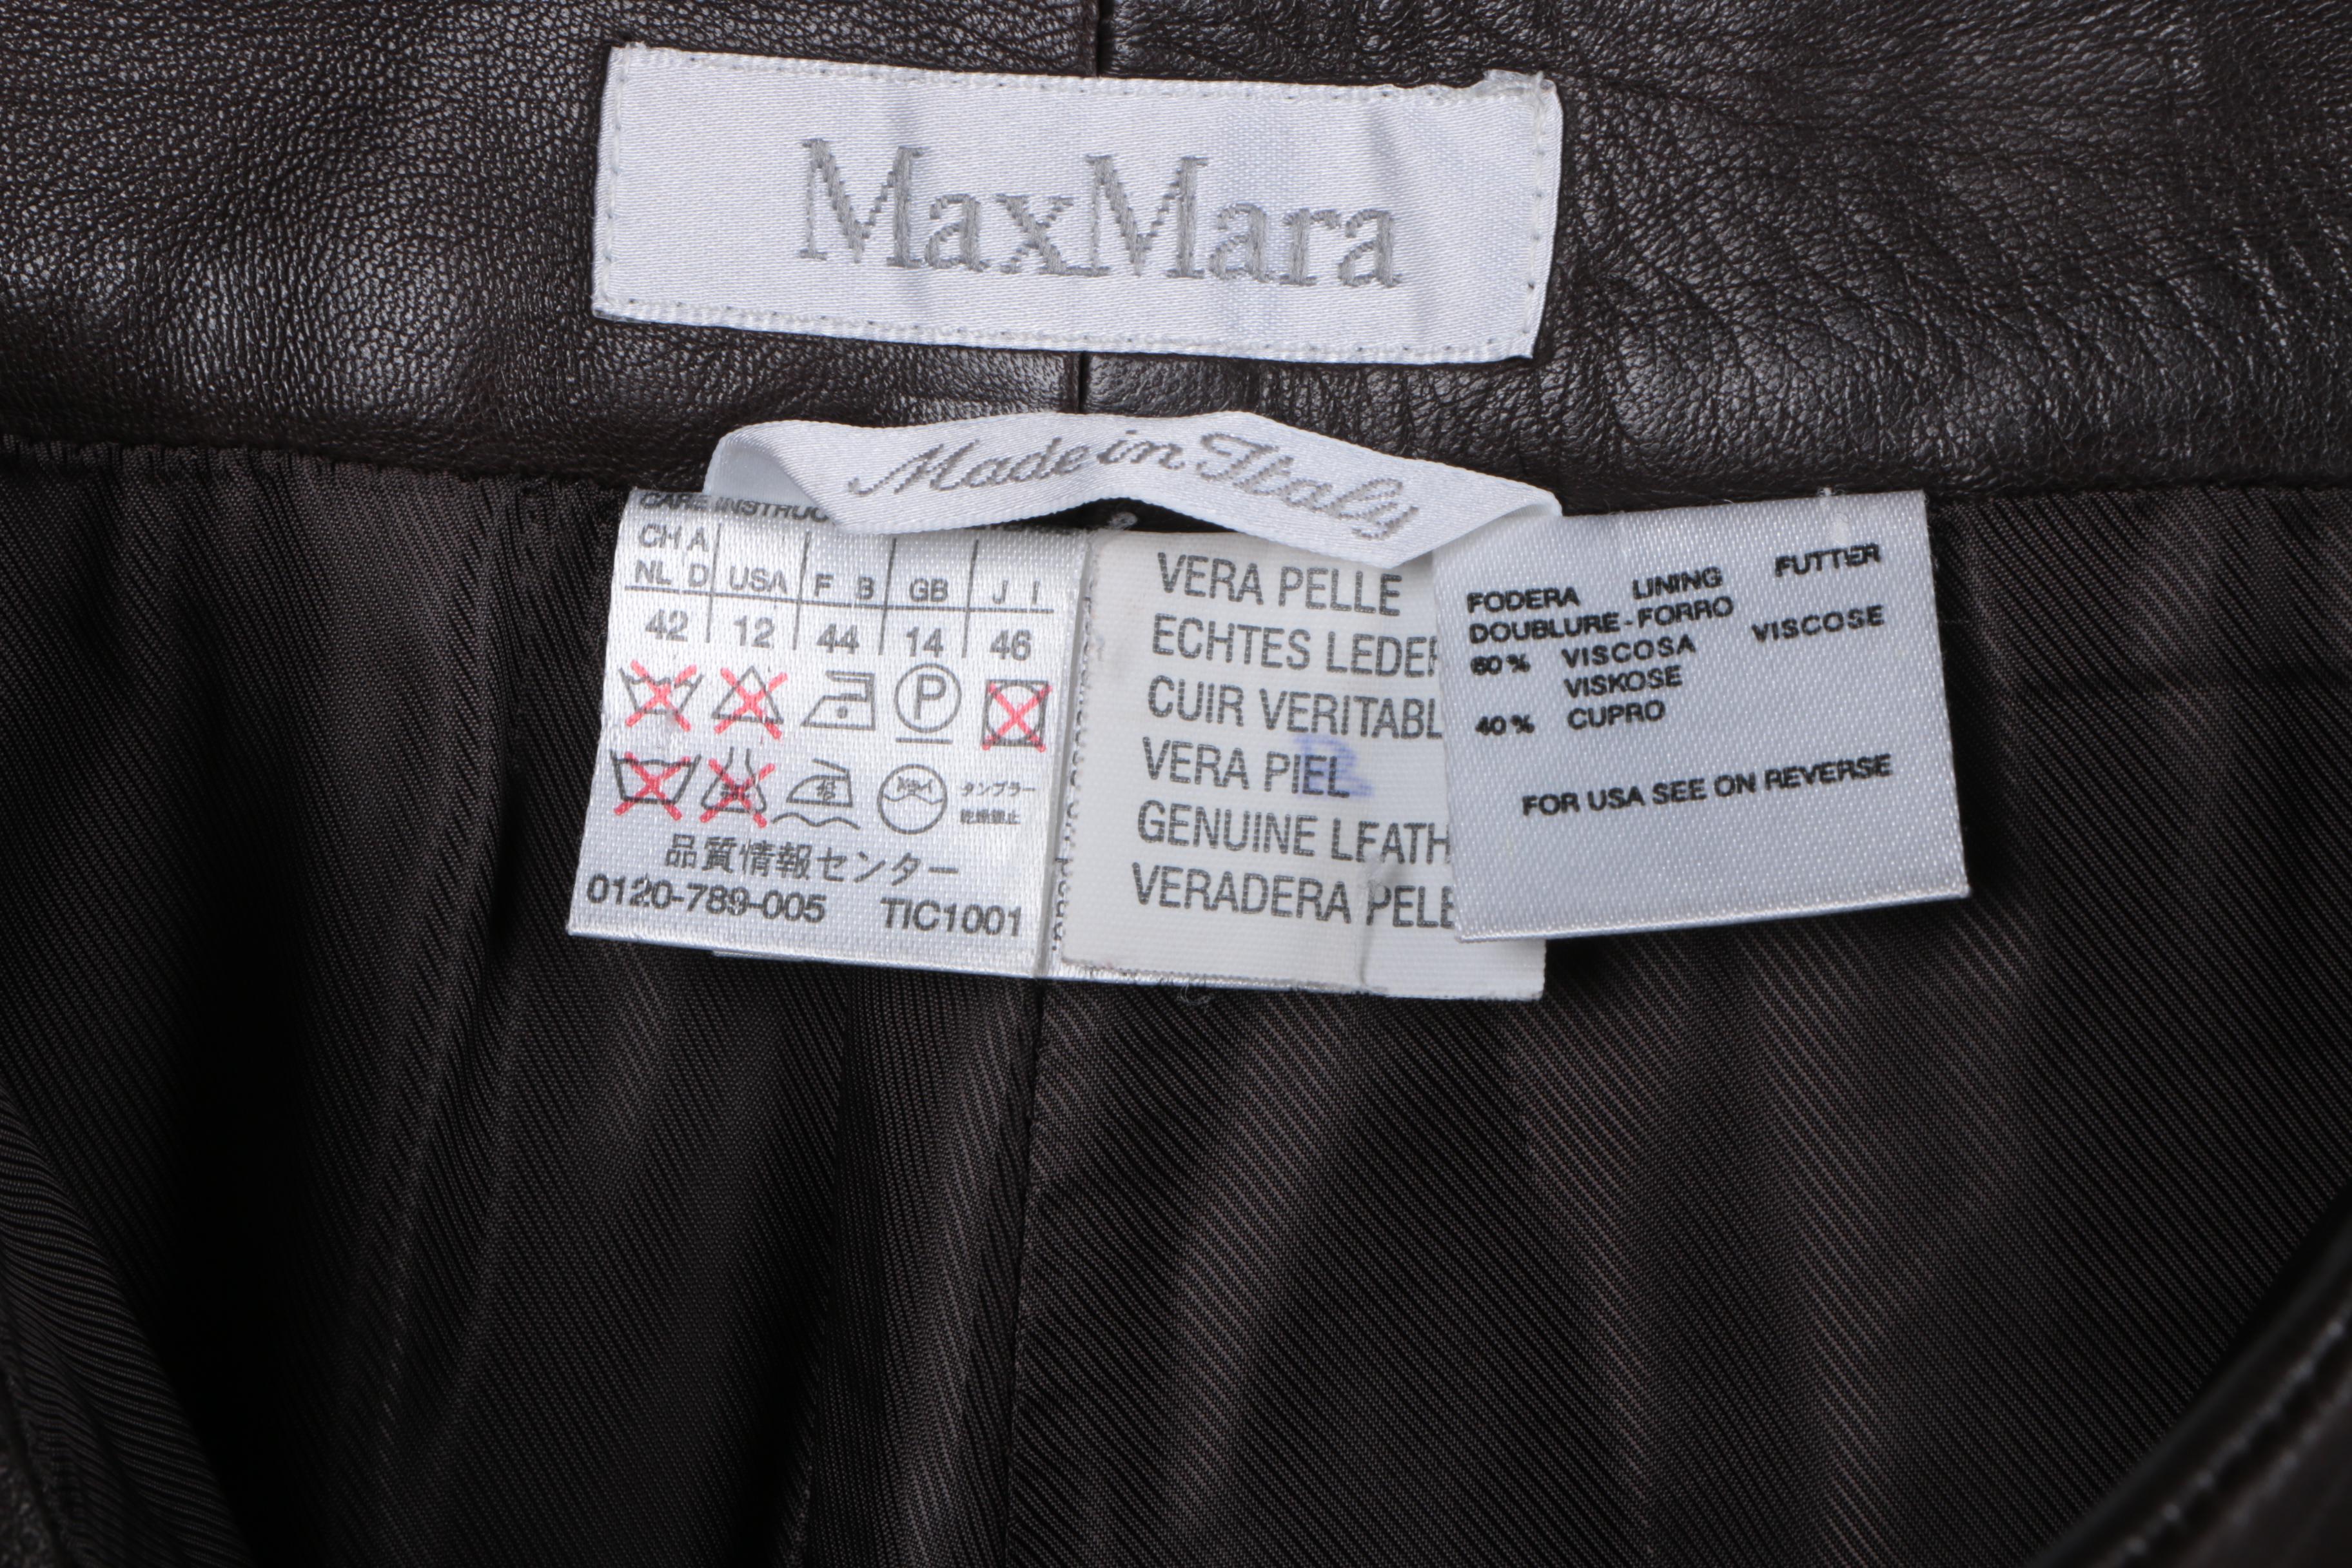 MaxMara
Made in Italy
CARE INSTRUC
CH A
NL D USA F B GB J I
42 12 44 14 46
P
タンブラー
乾燥禁止
品質情報センター
0120-789-005 TIC1001
VERA PELLE
ECHTES LEDER
CUIR VERITABL
VERA PIEL
GENUINE LEATH
VERADERA PELE
FODERA LINING FUTTER
DOUBLURE-FORRO
60% VISCOSA VISCOSE
VISKOSE
40% CUPRO
FOR USA SEE ON REVERSE